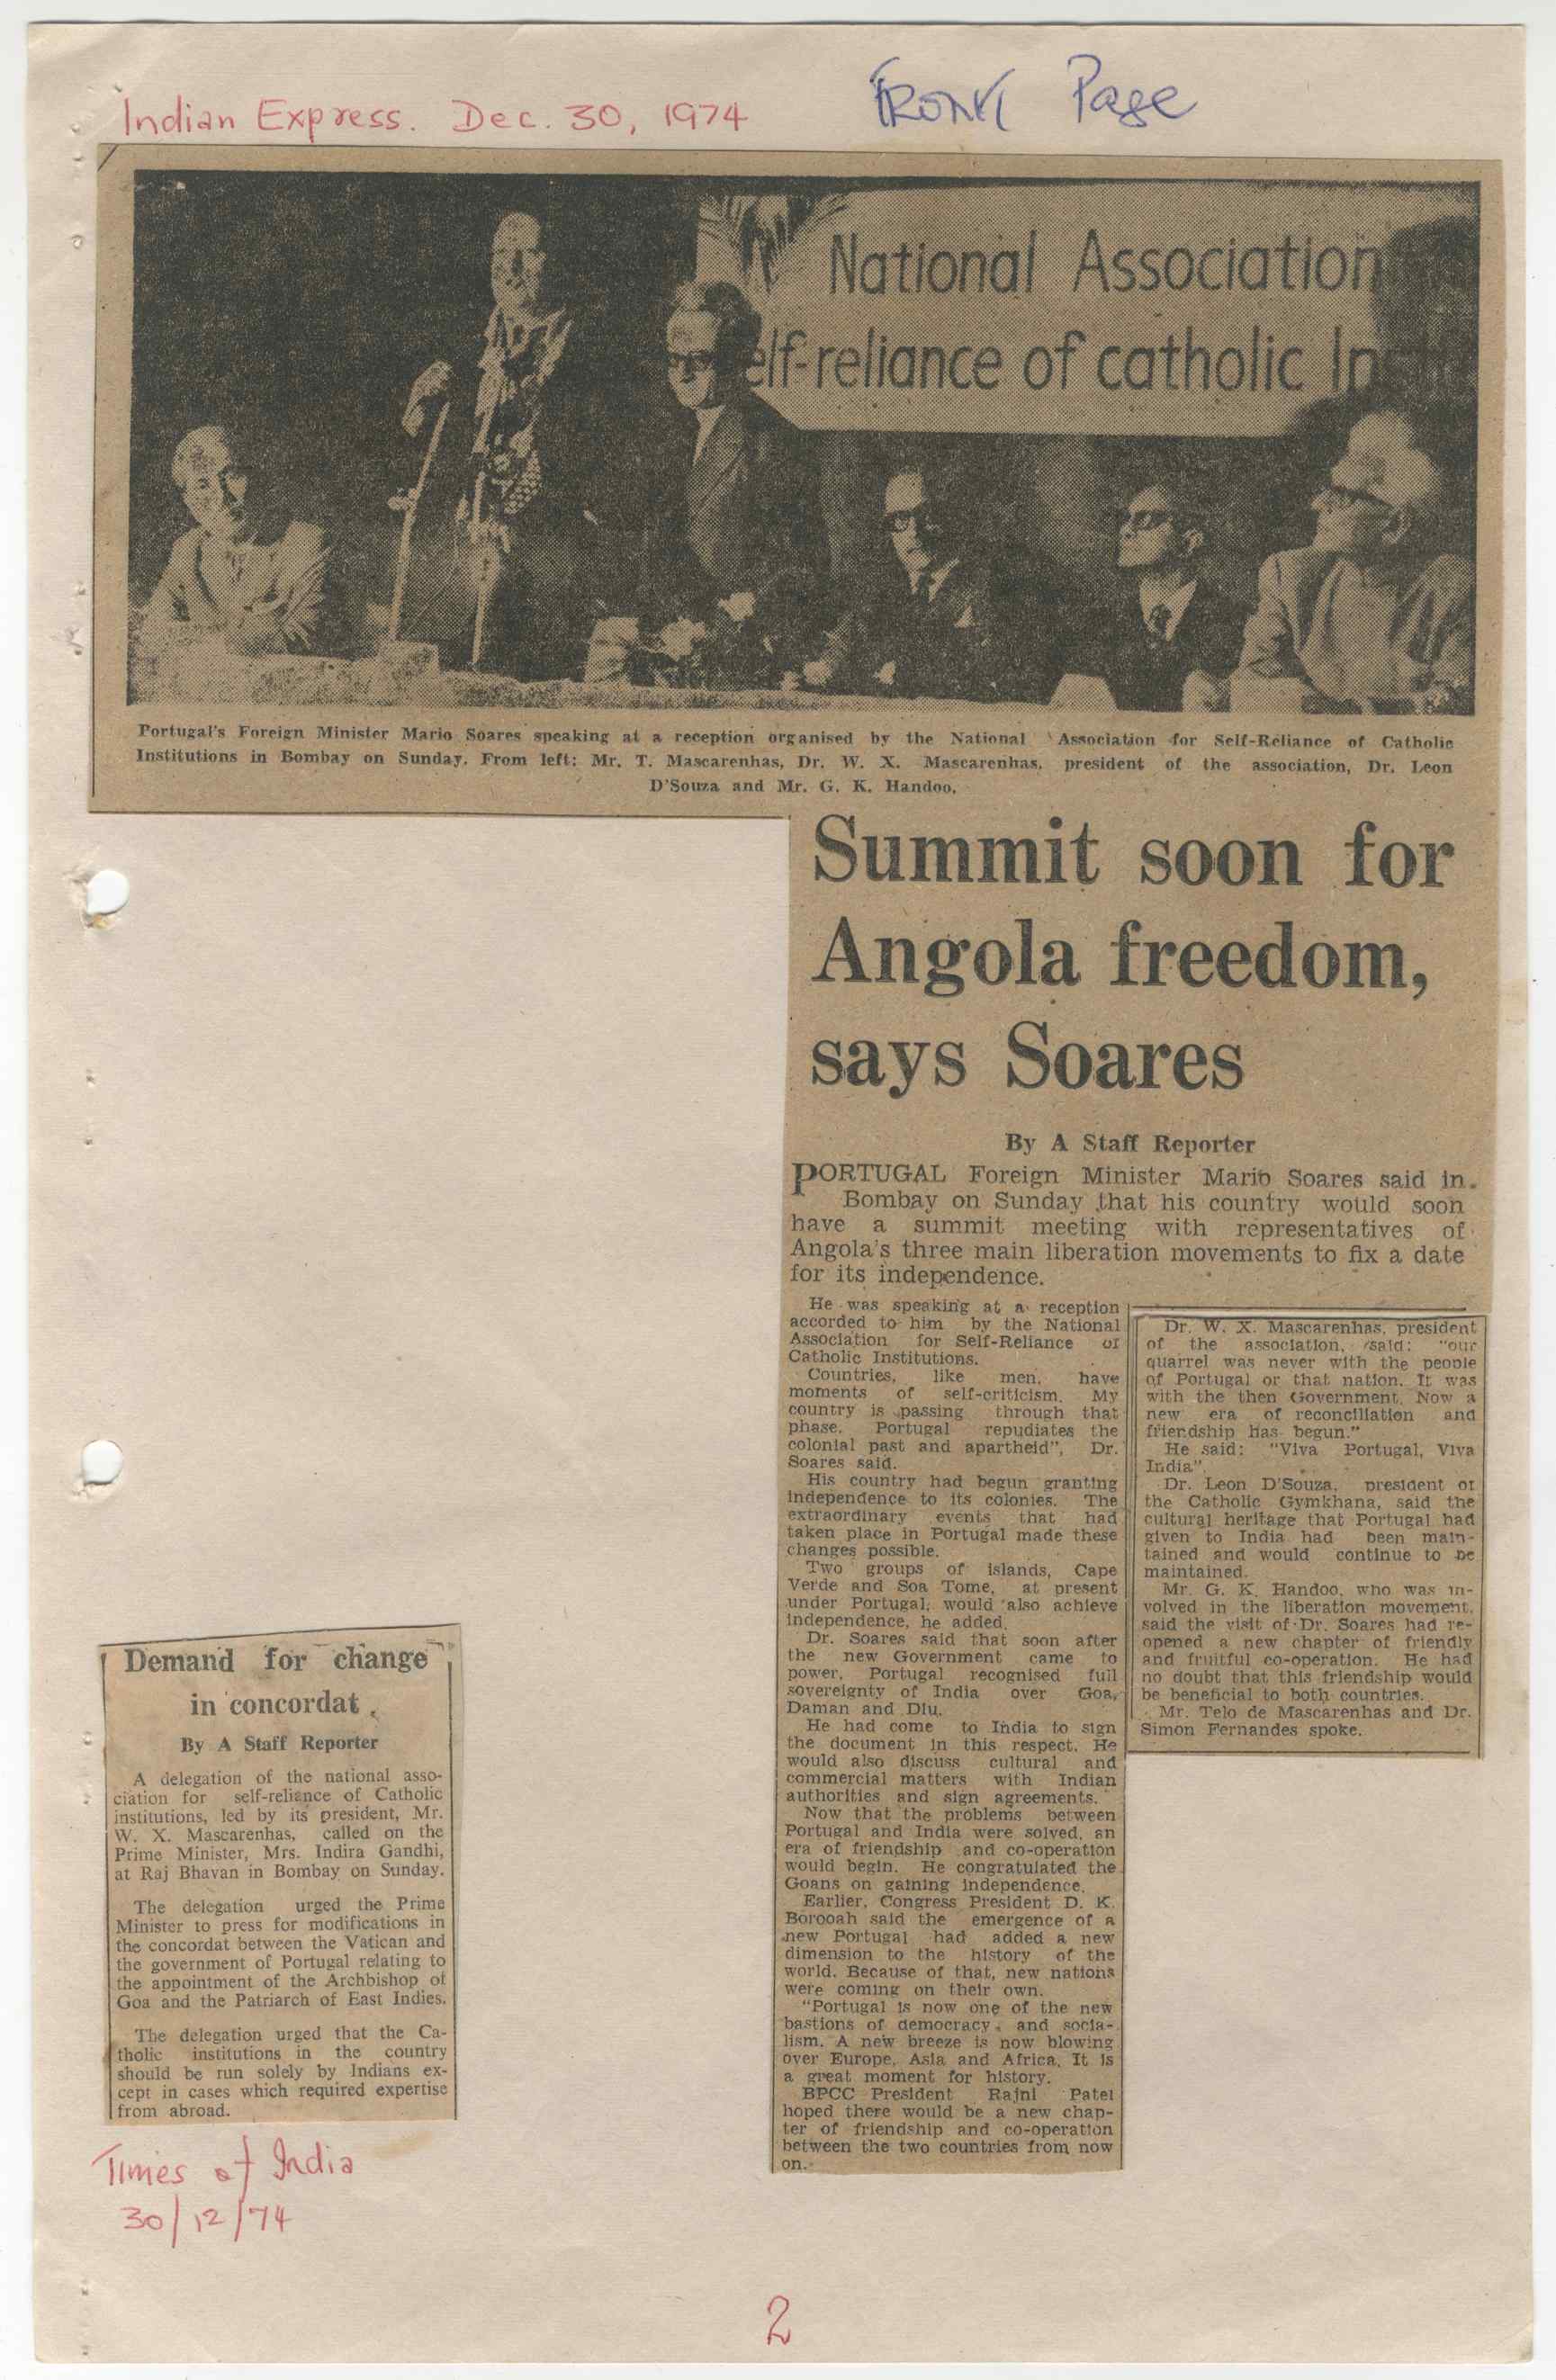 Indian Express. Dec. 30, 1974
FRONT Page
National Association
elf-reliance of catholic In
Portugal's Foreign Minister Mario Soares speaking at a reception organised by the National Association for Self-Reliance of Catholic
Institutions in Bombay on Sunday. From left: Mr. T. Mascarenhas, Dr. W. X. Mascarenhas, president of the association, Dr. Leon
D'Souza and Mr. G. K. Handoo.
Summit soon for
Angola freedom,
says Soares
By A Staff Reporter
PORTUGAL Foreign Minister Mario Soares said in
Bombay on Sunday that his country would soon
have a summit meeting with representatives of
Angola's three main liberation movements to fix a date
for its independence.
He was speaking at a reception
accorded to him by the National
Association for Self-Reliance of
Catholic Institutions.
Countries, like men, have
moments of self-criticism. My
country is passing through that
phase. Portugal repudiates the
colonial past and apartheid", Dr.
Soares said.
His country had begun granting
independence to its colonies. The
extraordinary events that had
taken place in Portugal made these
changes possible.
Two groups of islands, Cape
Verde and Soa Tome, at present
under Portugal, would also achieve
independence, he added.
Dr. Soares said that soon after
the new Government came to
power, Portugal recognised full
sovereignty of India over Goa,
Daman and Diu.
He had come to India to sign
the document in this respect. He
would also discuss cultural and
commercial matters with Indian
authorities and sign agreements.
Now that the problems between
Portugal and India were solved, an
era of friendship and co-operation
would begin. He congratulated the
Goans on gaining independence.
Earlier, Congress President D. K.
Borooah said the emergence of a
new Portugal had added a new
dimension to the history of the
world. Because of that, new nations
were coming on their own.
"Portugal is now one of the new
bastions of democracy and socia-
lism. A new breeze is now blowing
over Europe, Asia and Africa. It is
a great moment for history.
BPCC President Rajni Patel
hoped there would be a new chap-
ter of friendship and co-operation
between the two countries from now
on.
Dr. W. X. Mascarenhas, president
of the association, said: "our
quarrel was never with the people
of Portugal or that nation. It was
with the then Government. Now a
new era of reconciliation and
friendship has begun."
He said: "Viva Portugal, Viva
India".
Dr. Leon D'Souza, president of
the Catholic Gymkhana, said the
cultural heritage that Portugal had
given to India had been main-
tained and would continue to be
maintained.
Mr. G. K. Handoo, who was in-
volved in the liberation movement,
said the visit of Dr. Soares had re-
opened a new chapter of friendly
and fruitful co-operation. He had
no doubt that this friendship would
be beneficial to both countries.
Mr. Telo de Mascarenhas and Dr.
Simon Fernandes spoke.
Demand for change
in concordat
By A Staff Reporter
A delegation of the national asso-
ciation for self-reliance of Catholic
institutions, led by its president, Mr.
W. X. Mascarenhas, called on the
Prime Minister, Mrs. Indira Gandhi,
at Raj Bhavan in Bombay on Sunday.
The delegation urged the Prime
Minister to press for modifications in
the concordat between the Vatican and
the government of Portugal relating to
the appointment of the Archbishop of
Goa and the Patriarch of East Indies.
The delegation urged that the Ca-
tholic institutions in the country
should be run solely by Indians ex-
cept in cases which required expertise
from abroad.
Times of India
30/12/74
2